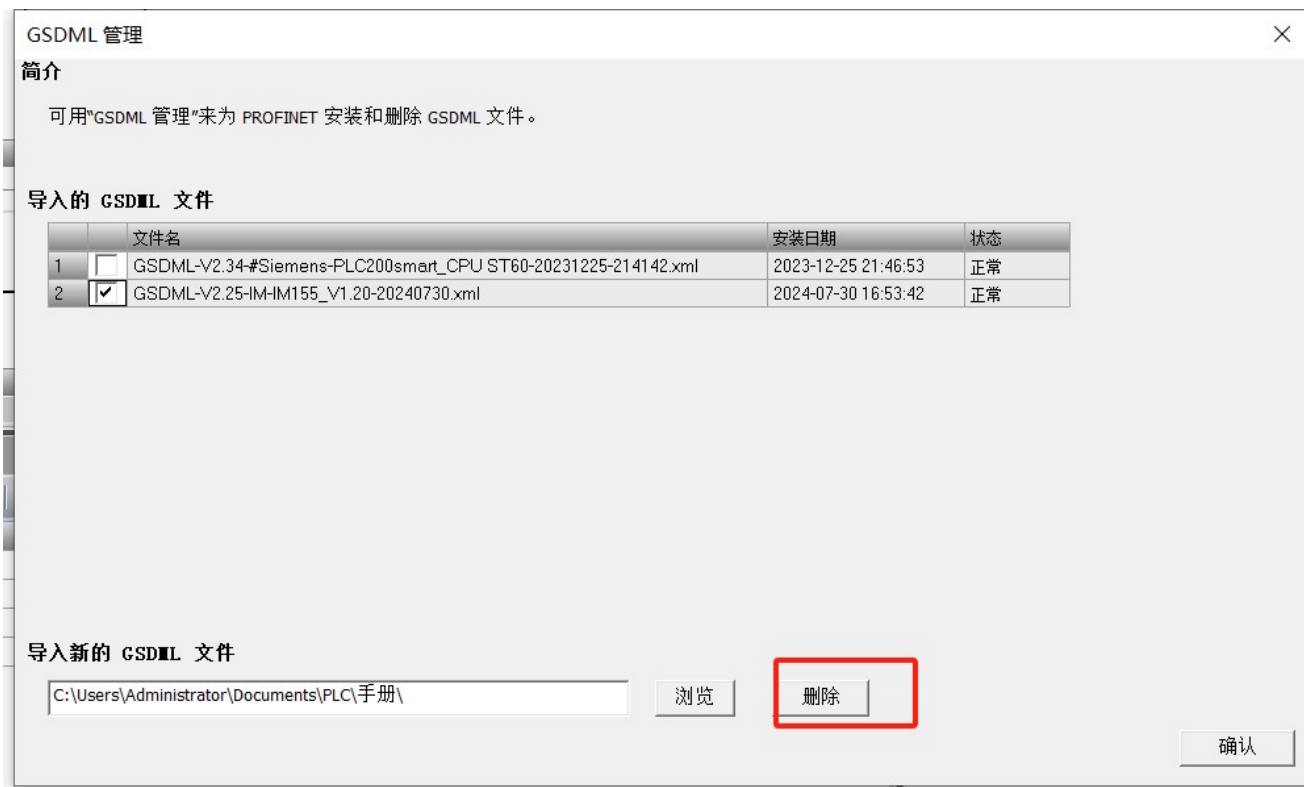 GSDML 管理
简介
可用“GSDML 管理”来为 PROFINET 安装和删除 GSDML 文件。
导入的 GSDML 文件
文件名 安装日期 状态
1 GSDML-V2.34-#Siemens-PLC200smart_CPU ST60-20231225-214142.xml 2023-12-25 21:46:53 正常
2 GSDML-V2.25-IM-IM155_V1.20-20240730.xml 2024-07-30 16:53:42 正常
导入新的 GSDML 文件
C:\Users\Administrator\Documents\PLC\手册\ 浏览 删除
确认